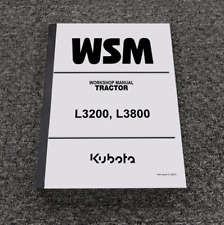 WSM
WORKSHOP MANUAL
TRACTOR
L3200, L3800
Kubota